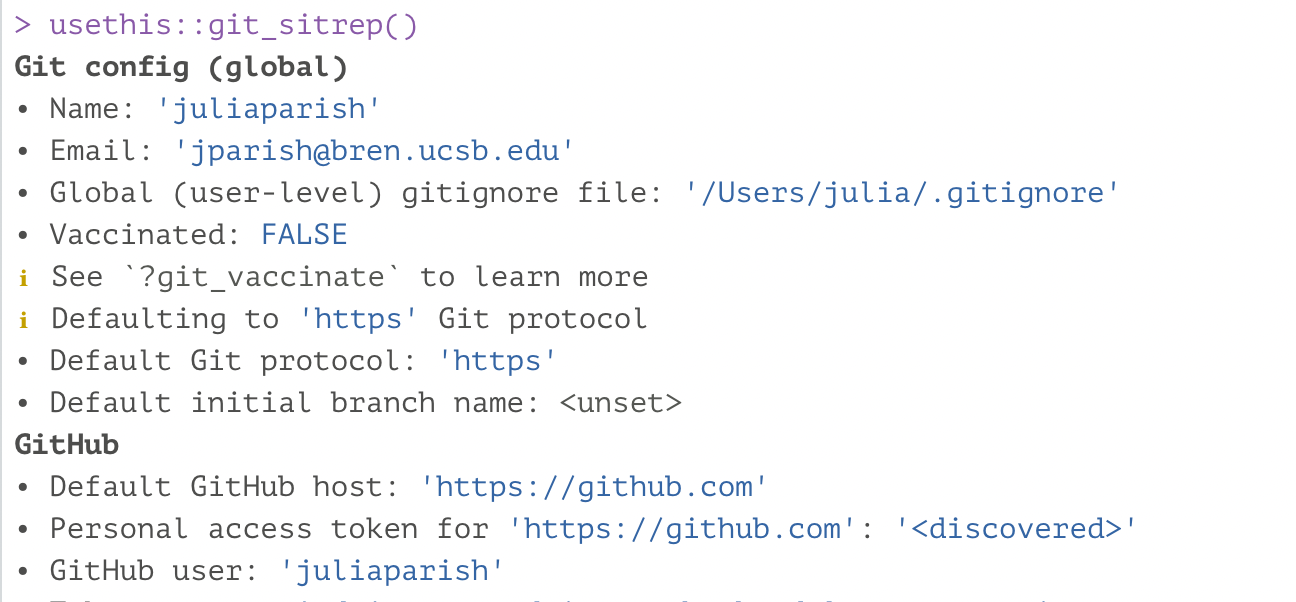 > usethis::git_sitrep()
Git config (global)
• Name: 'juliaparish'
• Email: 'jparish@bren.ucsb.edu'
• Global (user-level) gitignore file: '/Users/julia/.gitignore'
• Vaccinated: FALSE
ℹ See `?git_vaccinate` to learn more
ℹ Defaulting to 'https' Git protocol
• Default Git protocol: 'https'
• Default initial branch name: <unset>
GitHub
• Default GitHub host: 'https://github.com'
• Personal access token for 'https://github.com': '<discovered>'
• GitHub user: 'juliaparish'